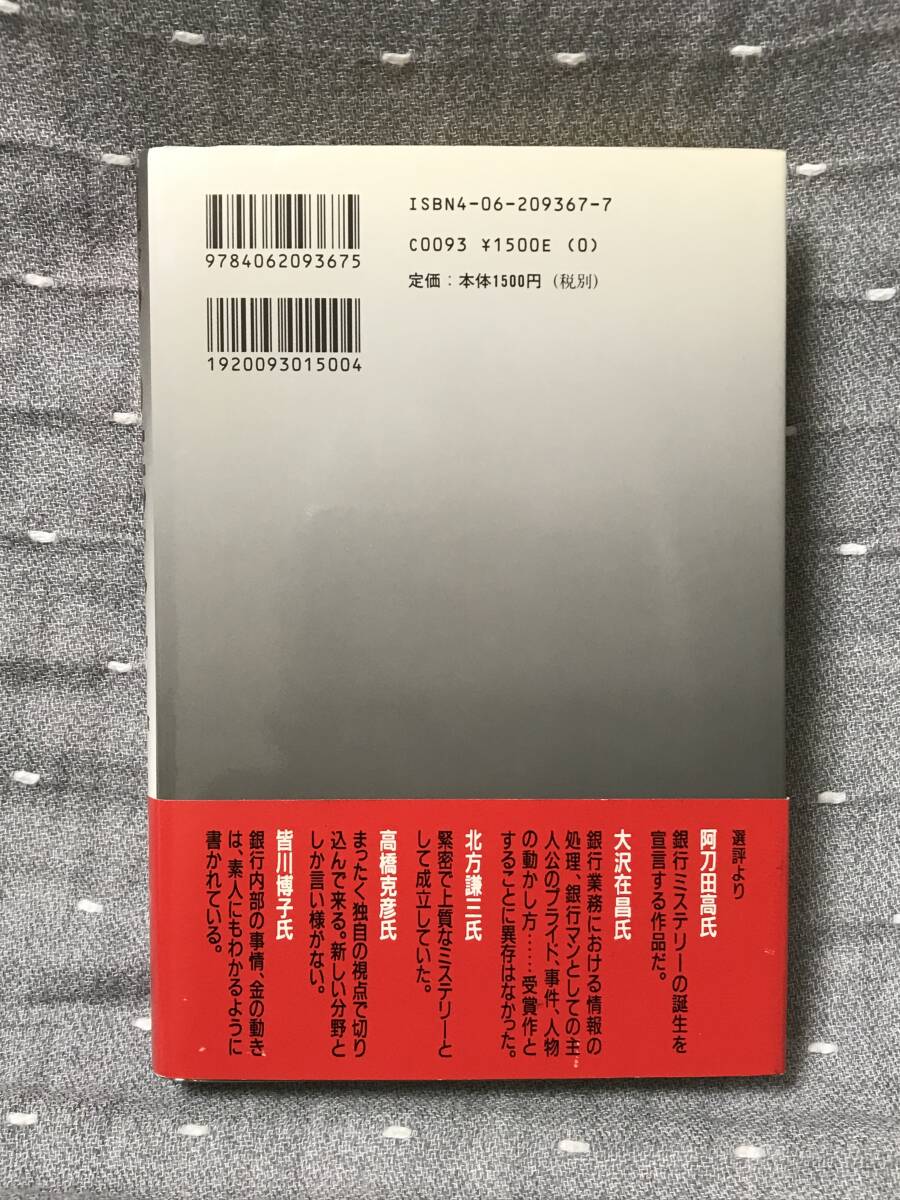 ISBN4-06-209367-7
C0093 ¥1500E (0)
定価：本体1500円（税別）
9784062093675
1920093015004
選評より
阿刀田高氏
銀行ミステリーの誕生を
宣言する作品だ。
大沢在昌氏
銀行業務における情報の
処理、銀行マンとしての主
人公のプライド、事件、人物
の動かし方……受賞作と
することに異存はなかった。
北方謙三氏
緊密で上質なミステリーと
して成立していた。
高橋克彦氏
まったく独自の視点で切り
込んで来る。新しい分野と
しか言い様がない。
皆川博子氏
銀行内部の事情、金の動き
は、素人にもわかるように
書かれている。